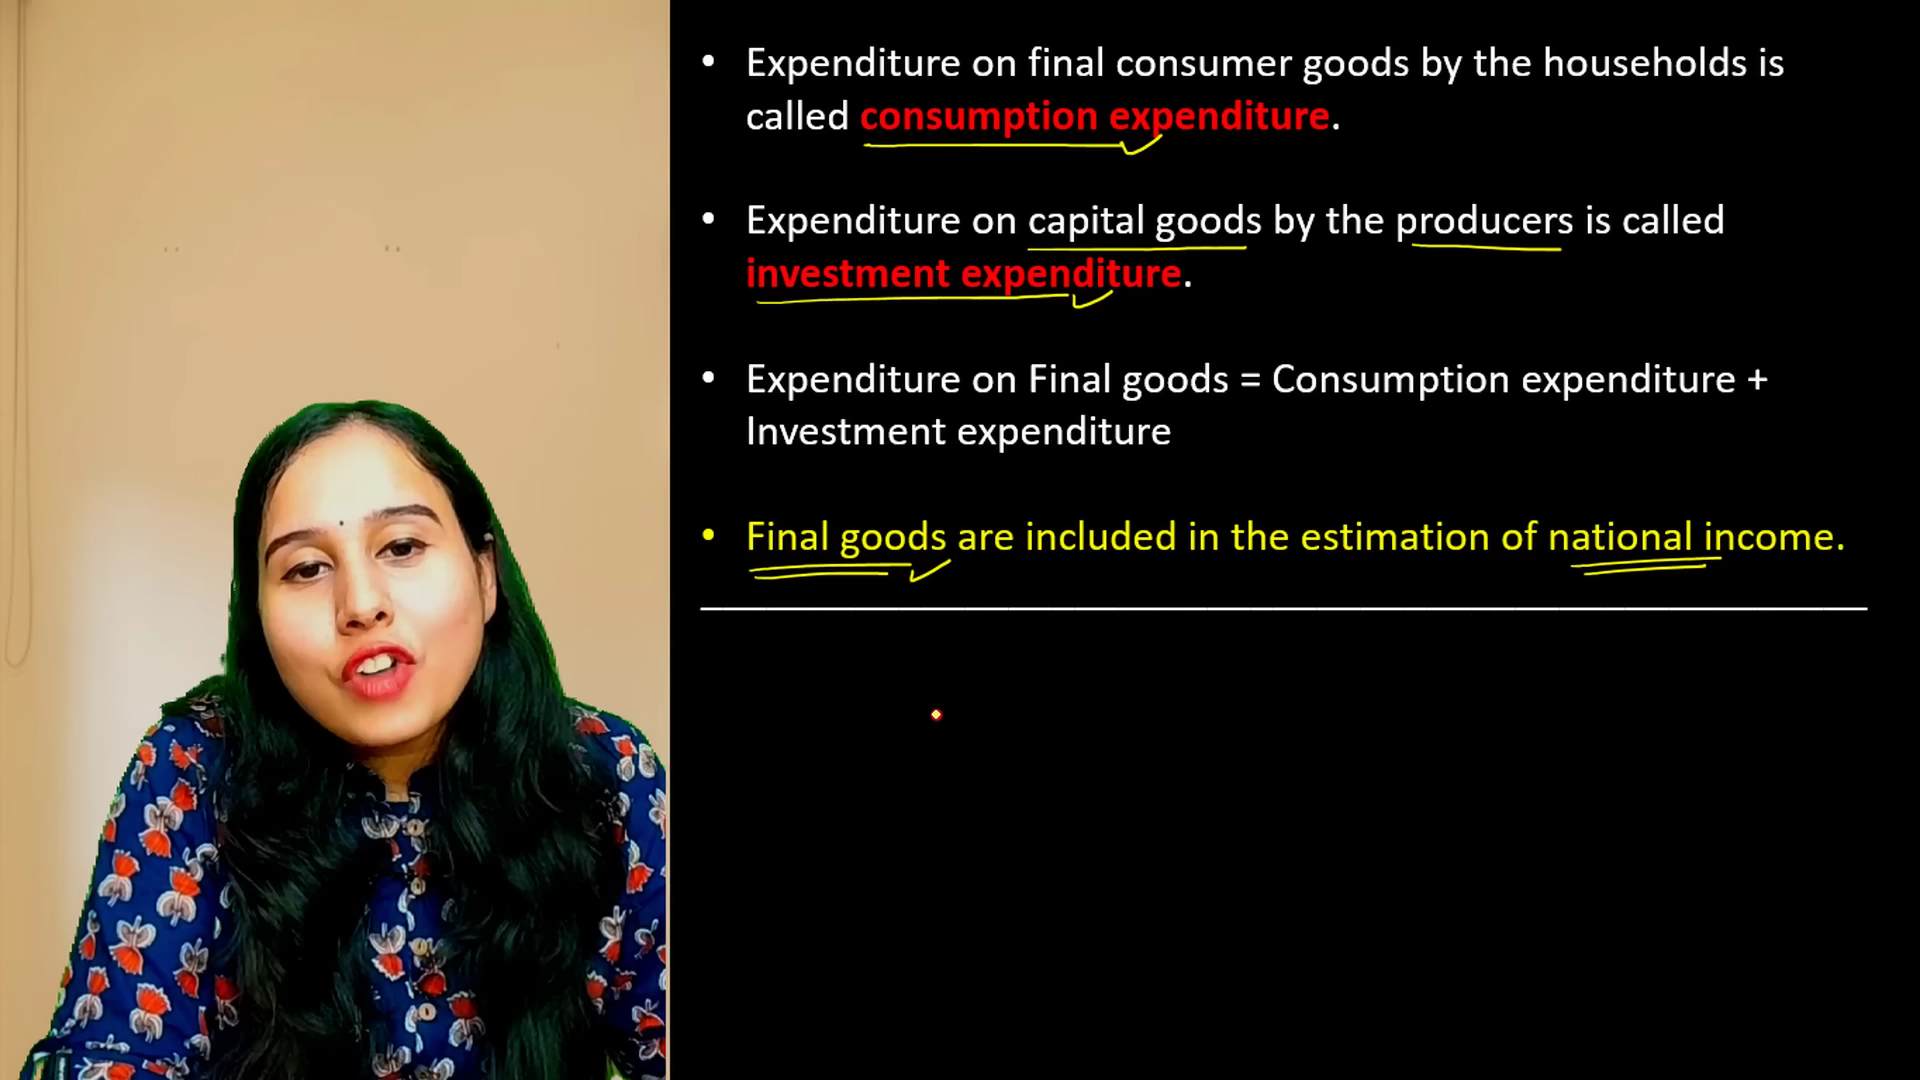 • Expenditure on final consumer goods by the households is
called consumption expenditure.
• Expenditure on capital goods by the producers is called
investment expenditure.
• Expenditure on Final goods = Consumption expenditure +
Investment expenditure
• Final goods are included in the estimation of national income.